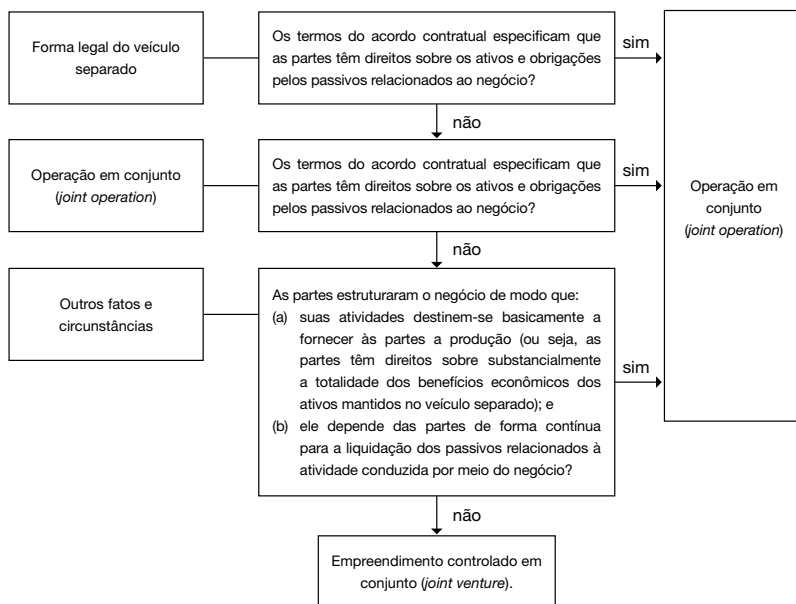 Forma legal do veículo
separado
Os termos do acordo contratual especificam que
as partes têm direitos sobre os ativos e obrigações
pelos passivos relacionados ao negócio?
sim
não
Operação em conjunto
(joint operation)
Os termos do acordo contratual especificam que
as partes têm direitos sobre os ativos e obrigações
pelos passivos relacionados ao negócio?
sim
Operação em
conjunto
(joint operation)
não
Outros fatos e
circunstâncias
As partes estruturaram o negócio de modo que:
(a) suas atividades destinem-se basicamente a
fornecer às partes a produção (ou seja, as
partes têm direitos sobre substancialmente
a totalidade dos benefícios econômicos dos
ativos mantidos no veículo separado); e
(b) ele depende das partes de forma contínua
para a liquidação dos passivos relacionados à
atividade conduzida por meio do negócio?
sim
não
Empreendimento controlado em
conjunto (joint venture).